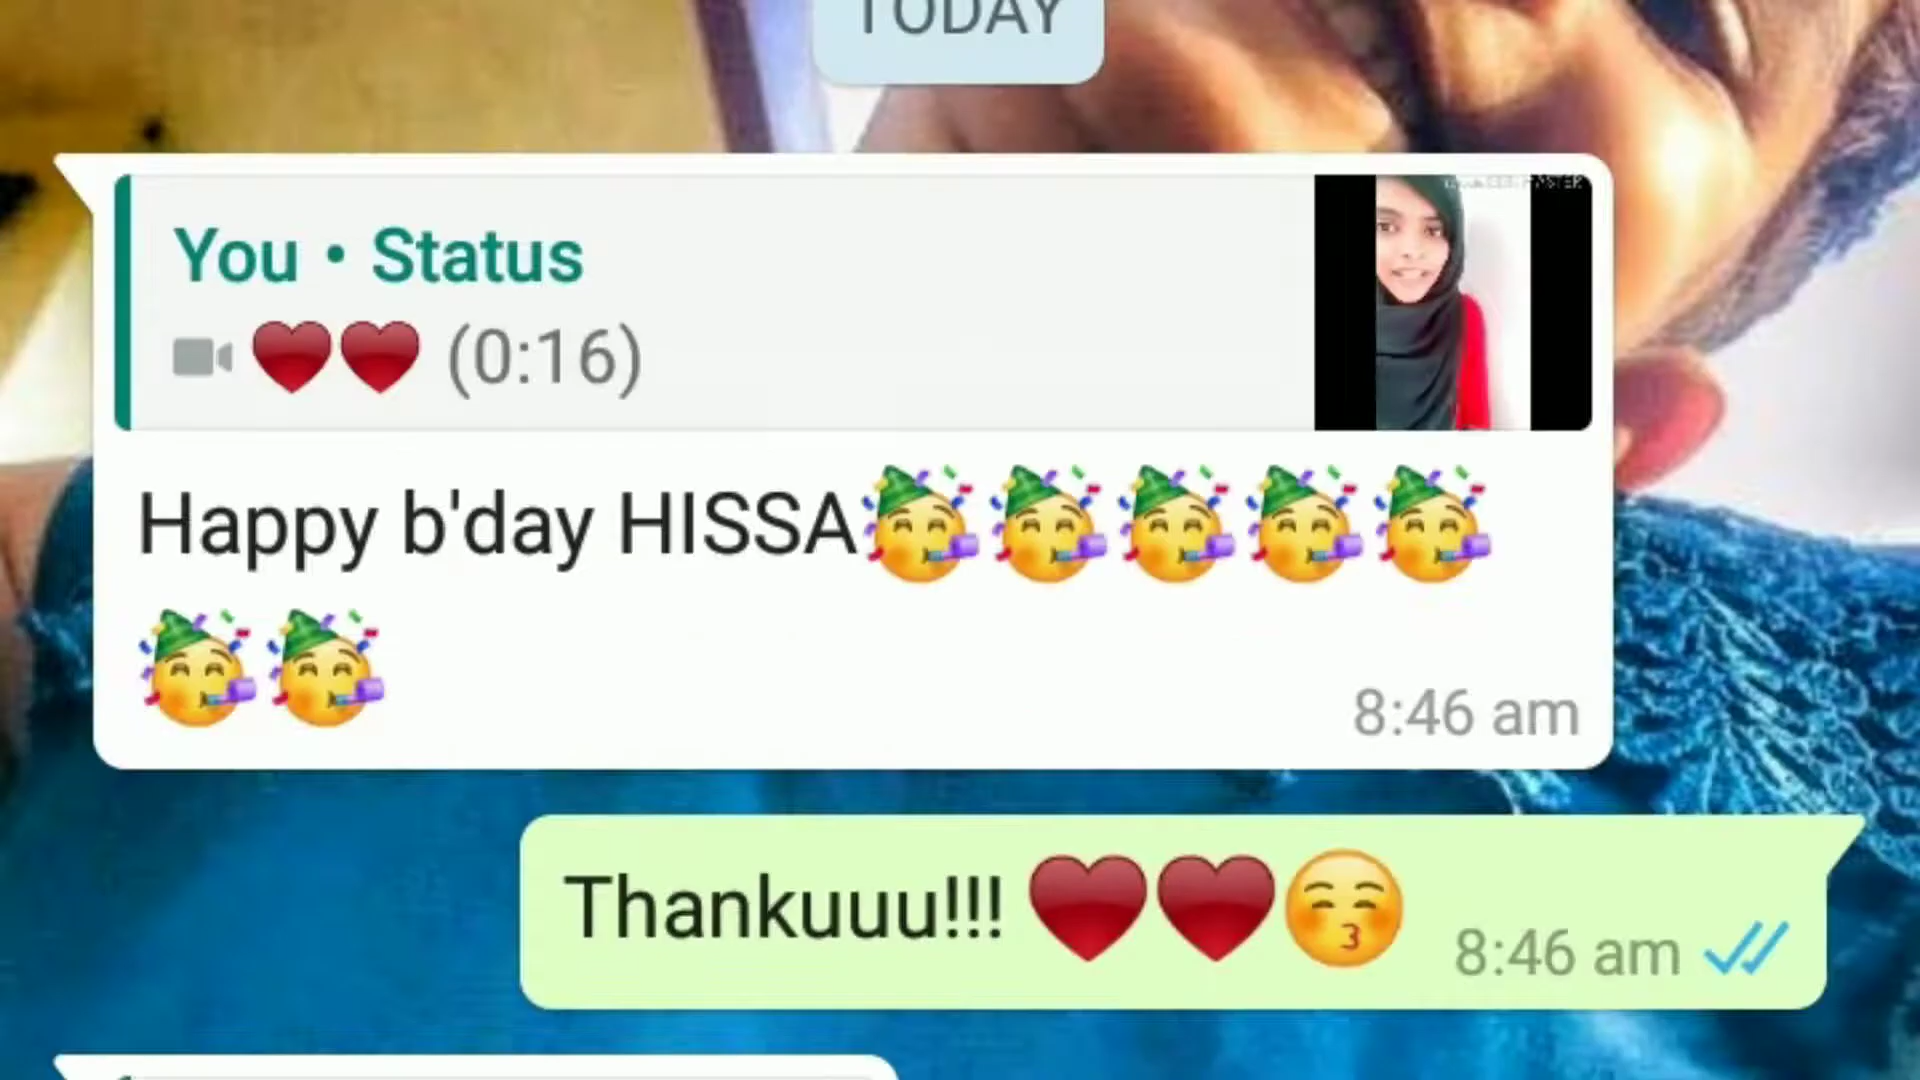 TODAY
You • Status
❤️❤️ (0:16)
Happy b'day HISSA🥳🥳🥳🥳🥳
🥳🥳
8:46 am
Thankuuu!!! ❤️❤️😚
8:46 am